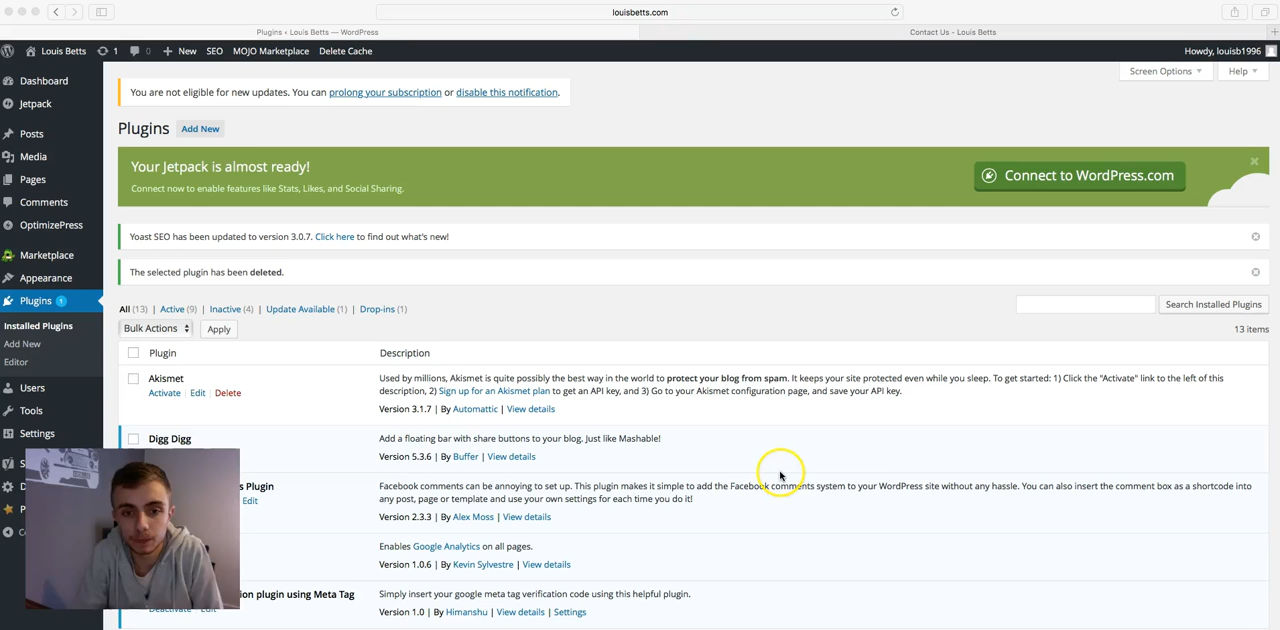 louisbetts.com
Plugins ‹ Louis Betts — WordPress
Contact Us - Louis Betts
Louis Betts 1 0 New SEO MOJO Marketplace Delete Cache
Howdy, louisb1996
Screen Options
Help
Dashboard
Jetpack
Posts
Media
Pages
Comments
OptimizePress
Marketplace
Appearance
Plugins 1
Installed Plugins
Add New
Editor
Users
Tools
Settings
You are not eligible for new updates. You can prolong your subscription or disable this notification.
Plugins Add New
Your Jetpack is almost ready!
Connect now to enable features like Stats, Likes, and Social Sharing.
Connect to WordPress.com
Yoast SEO has been updated to version 3.0.7. Click here to find out what's new!
The selected plugin has been deleted.
All (13) | Active (9) | Inactive (4) | Update Available (1) | Drop-ins (1)
Search Installed Plugins
Bulk Actions Apply
13 items
Plugin Description
Akismet
Activate | Edit | Delete
Used by millions, Akismet is quite possibly the best way in the world to protect your blog from spam. It keeps your site protected even while you sleep. To get started: 1) Click the "Activate" link to the left of this
description, 2) Sign up for an Akismet plan to get an API key, and 3) Go to your Akismet configuration page, and save your API key.
Version 3.1.7 | By Automattic | View details
Digg Digg
Add a floating bar with share buttons to your blog. Just like Mashable!
Version 5.3.6 | By Buffer | View details
s Plugin
Edit
Facebook comments can be annoying to set up. This plugin makes it simple to add the Facebook comments system to your WordPress site without any hassle. You can also insert the comment box as a shortcode into
any post, page or template and use your own settings for each time you do it!
Version 2.3.3 | By Alex Moss | View details
Enables Google Analytics on all pages.
Version 1.0.6 | By Kevin Sylvestre | View details
ion plugin using Meta Tag
Simply insert your google meta tag verification code using this helpful plugin.
Version 1.0 | By Himanshu | View details | Settings